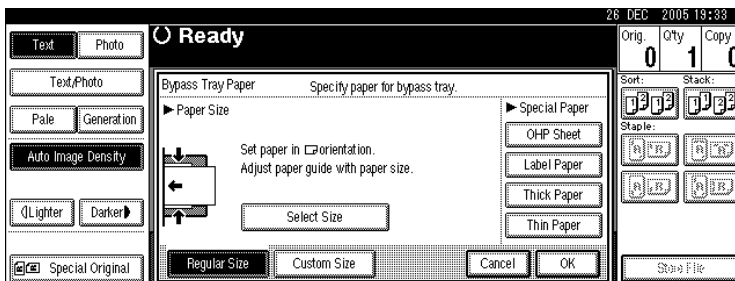 26 DEC 2005 19:33
Text Photo
Ready
Orig. Q'ty Copy
0 1 0
Text/Photo
Pale Generation
Auto Image Density
Lighter Darker
Special Original
Bypass Tray Paper Specify paper for bypass tray.
► Paper Size
Set paper in orientation.
Adjust paper guide with paper size.
Select Size
► Special Paper
OHP Sheet
Label Paper
Thick Paper
Thin Paper
Regular Size Custom Size Cancel OK
Sort: Stack:
Staple:
Store File